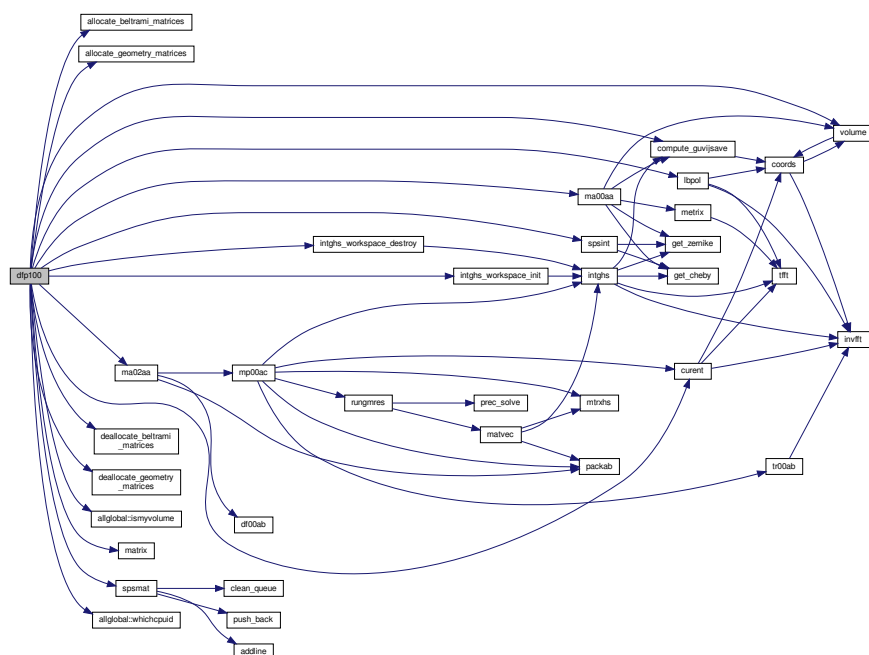 allocate_beltrami_matrices
allocate_geometry_matrices
volume
compute_guvijsave
coords
lbpol
ma00aa
metrix
spsint
get_zernike
intghs_workspace_destroy
dfp100
intghs_workspace_init
intghs
get_cheby
tfft
invfft
ma02aa
mp00ac
curent
rungmres
prec_solve
mtrxhs
matvec
deallocate_beltrami
_matrices
packab
tr00ab
deallocate_geometry
_matrices
allglobal::ismyvolume
df00ab
matrix
spsmat
clean_queue
allglobal::whichcpuid
push_back
addline